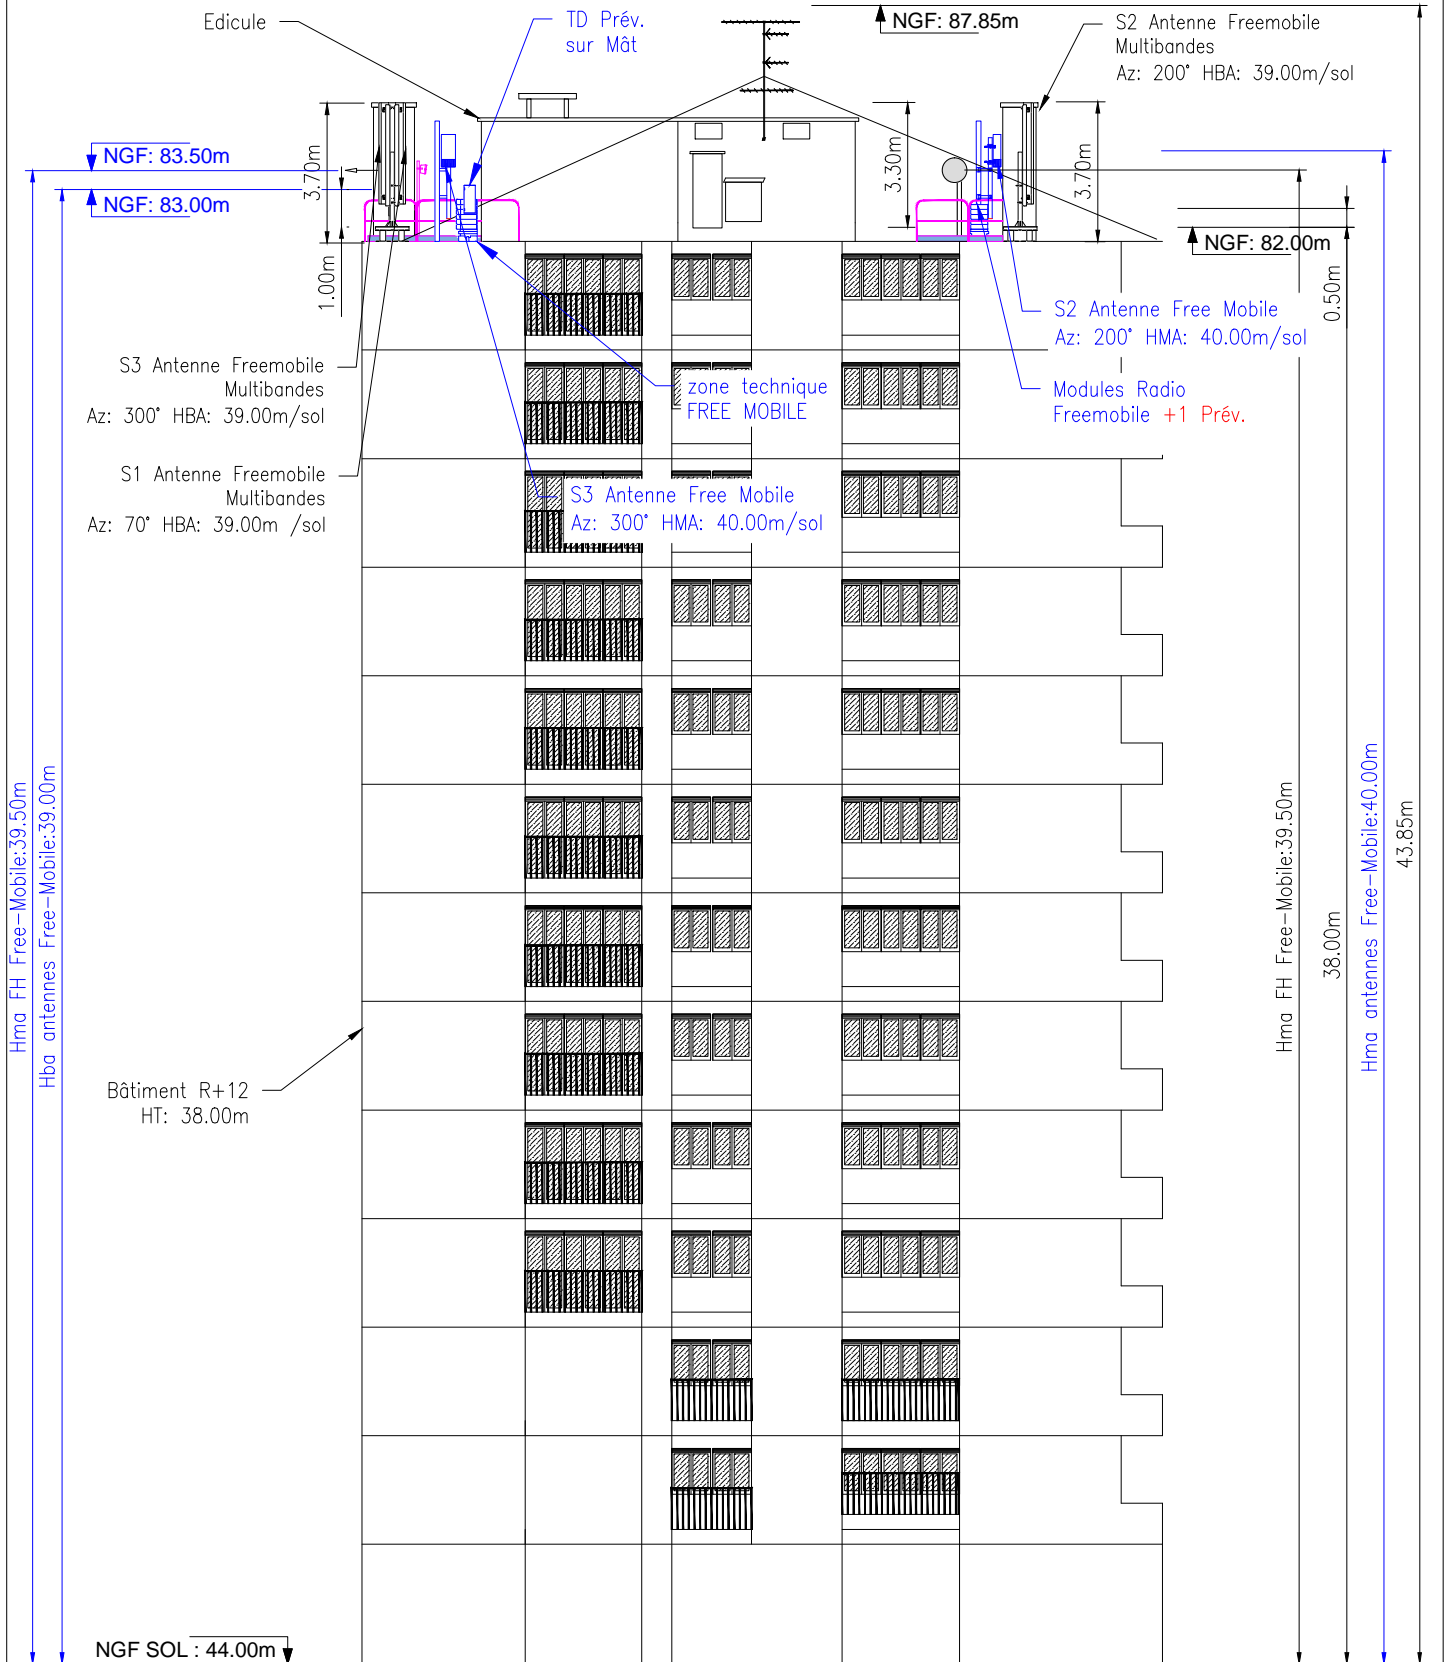 Edicule
TD Prév.
sur Mât
NGF: 87.85m
S2 Antenne Freemobile
Multibandes
Az: 200° HBA: 39.00m/sol
NGF: 83.50m
NGF: 83.00m
3.70m
1.00m
3.30m
3.70m
NGF: 82.00m
0.50m
S2 Antenne Free Mobile
Az: 200° HMA: 40.00m/sol
S3 Antenne Freemobile
Multibandes
Az: 300° HBA: 39.00m/sol
zone technique
FREE MOBILE
Modules Radio
Freemobile +1 Prév.
S1 Antenne Freemobile
Multibandes
Az: 70° HBA: 39.00m /sol
S3 Antenne Free Mobile
Az: 300° HMA: 40.00m/sol
Hma FH Free-Mobile:39.50m
Hba antennes Free-Mobile:39.00m
Hma FH Free-Mobile:39.50m
38.00m
Hma antennes Free-Mobile:40.00m
43.85m
Bâtiment R+12
HT: 38.00m
NGF SOL : 44.00m